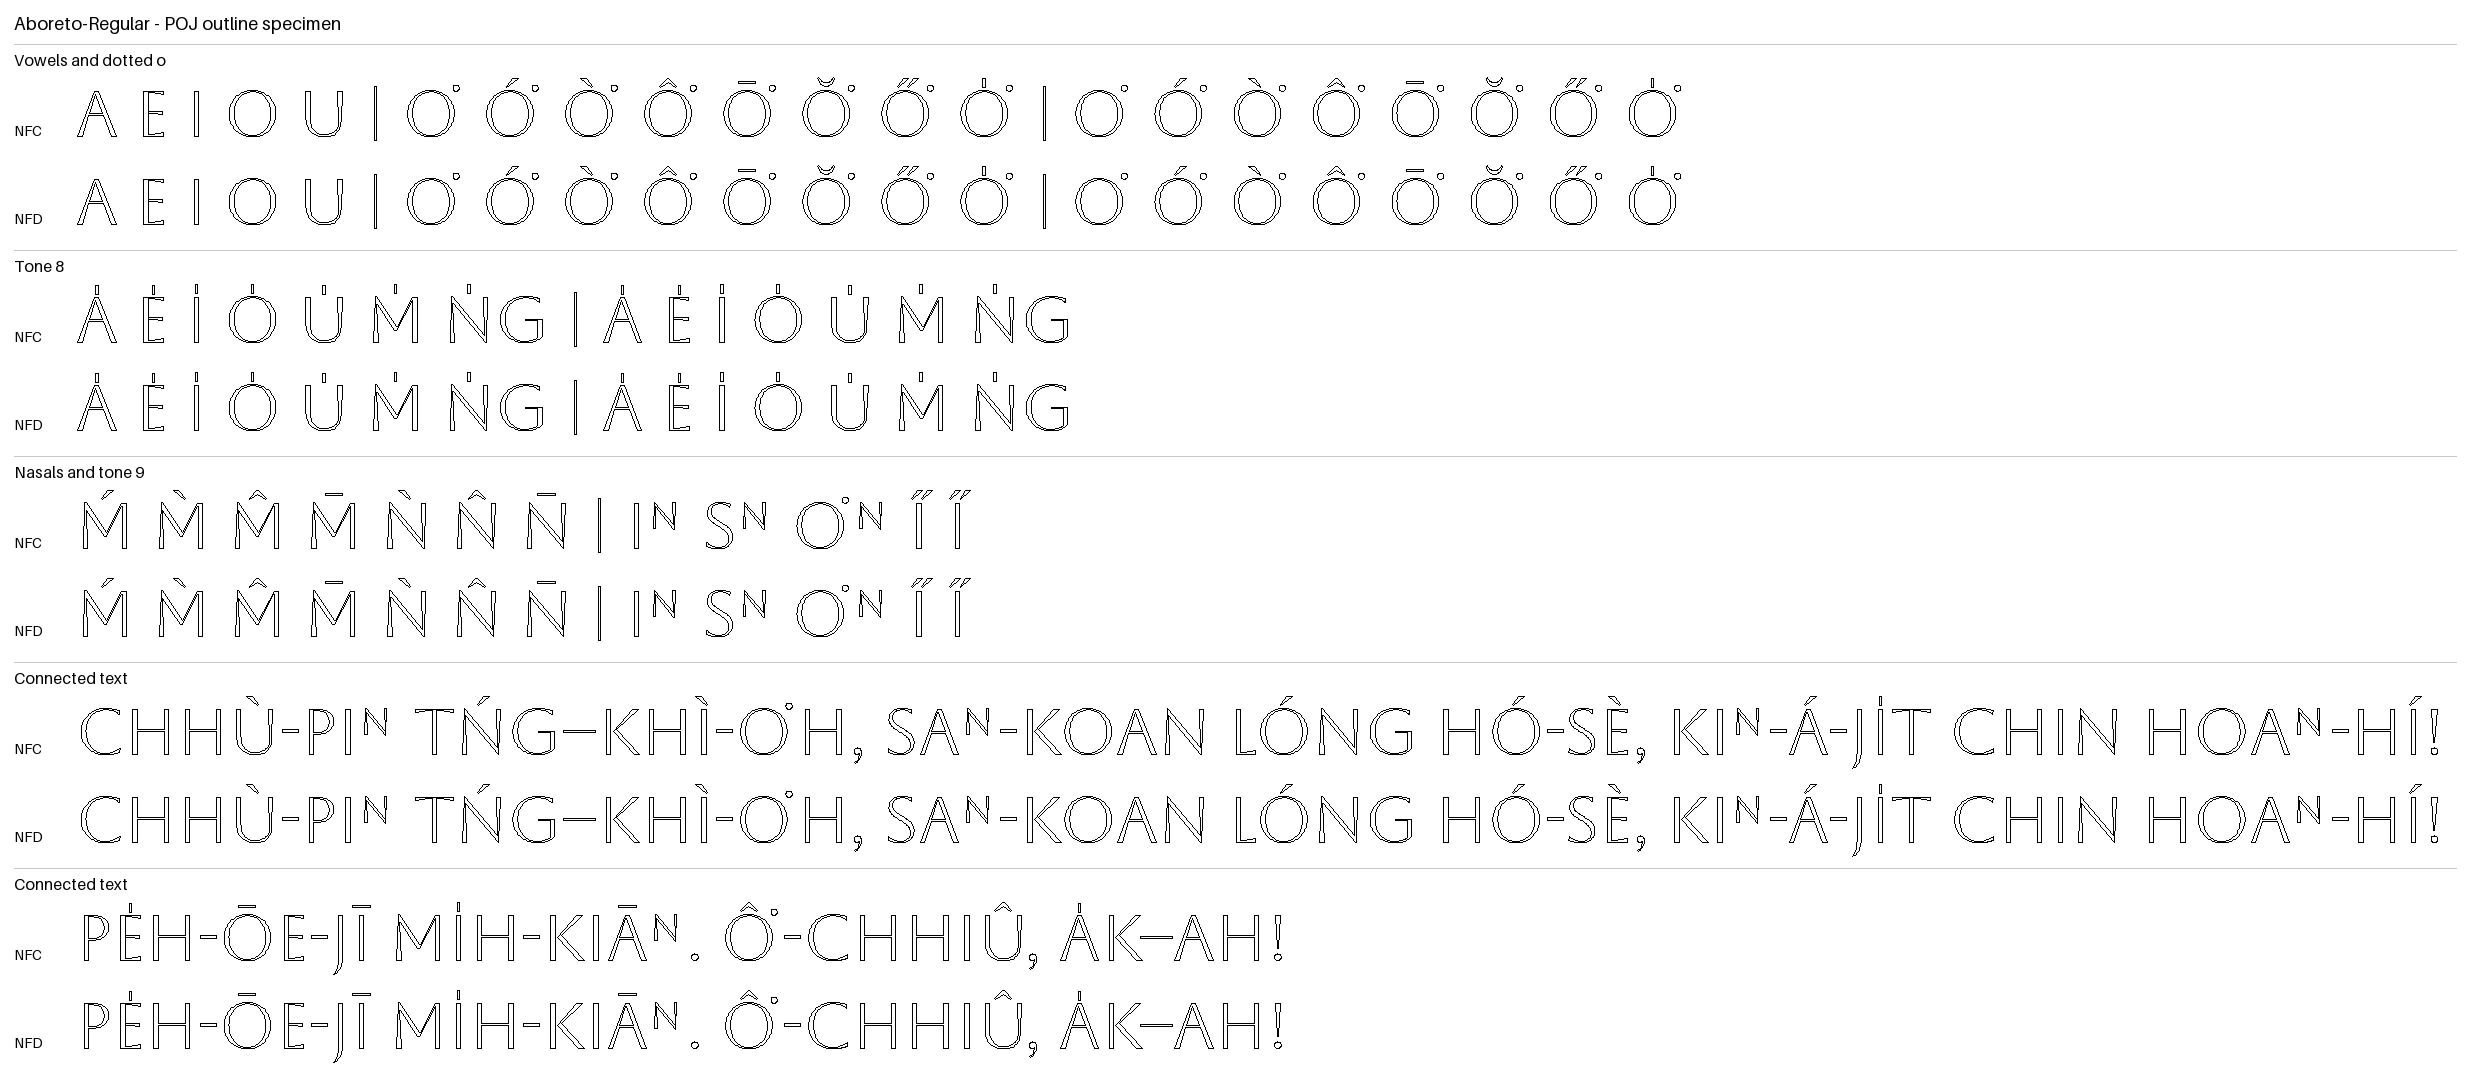 Aboreto-Regular - POJ outline specimen
Vowels and dotted o
NFC A E I O U | O͘ Ó͘ Ò͘ Ô͘ Ō͘ Ŏ͘ Ő͘ O̍͘ | O͘ Ó͘ Ò͘ Ô͘ Ō͘ Ŏ͘ Ő͘ O̍͘
NFD A E I O U | O͘ Ó͘ Ò͘ Ô͘ Ō͘ Ŏ͘ Ő͘ O̍͘ | O͘ Ó͘ Ò͘ Ô͘ Ō͘ Ŏ͘ Ő͘ O̍͘
Tone 8
NFC A̍ E̍ I̍ O̍ U̍ M̍ N̍G | A̍ E̍ I̍ O̍ U̍ M̍ N̍G
NFD A̍ E̍ I̍ O̍ U̍ M̍ N̍G | A̍ E̍ I̍ O̍ U̍ M̍ N̍G
Nasals and tone 9
NFC Ḿ M̀ M̂ M̄ Ǹ N̂ N̄ | Iᴺ Sᴺ O͘ᴺ I̋ I̋
NFD Ḿ M̀ M̂ M̄ Ǹ N̂ N̄ | Iᴺ Sᴺ O͘ᴺ I̋ I̋
Connected text
NFC CHHÙ-PIᴺ TŃG—KHÌ-O͘H, SAᴺ-KOAN LÓNG HÓ-SÈ, KIᴺ-Á-JI̍T CHIN HOAᴺ-HÍ!
NFD CHHÙ-PIᴺ TŃG—KHÌ-O͘H, SAᴺ-KOAN LÓNG HÓ-SÈ, KIᴺ-Á-JI̍T CHIN HOAᴺ-HÍ!
Connected text
NFC PE̍H-ŌE-JĪ MI̍H-KIĀᴺ. Ô͘-CHHIÛ, A̍K—AH!
NFD PE̍H-ŌE-JĪ MI̍H-KIĀᴺ. Ô͘-CHHIÛ, A̍K—AH!